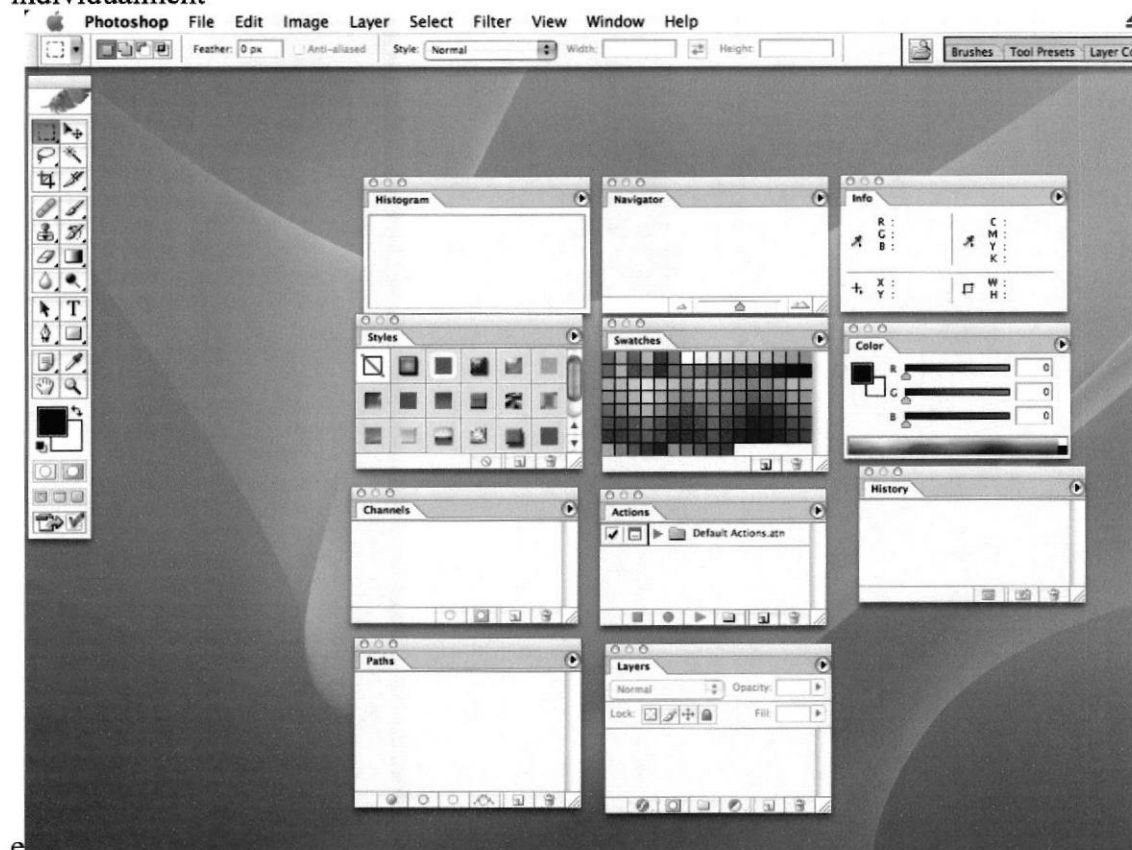 individualment
Photoshop File Edit Image Layer Select Filter View Window Help
Feather: 0 px Anti-aliased Style: Normal Width: Height: Brushes Tool Presets Layer Co
Histogram Navigator Info
R : C :
G : M :
B : Y :
K :
X : W :
Y : H :
Styles Swatches Color
R 0
G 0
B 0
Channels Actions History
Default Actions.atn
Paths Layers
Normal Opacity:
Lock: Fill:
e